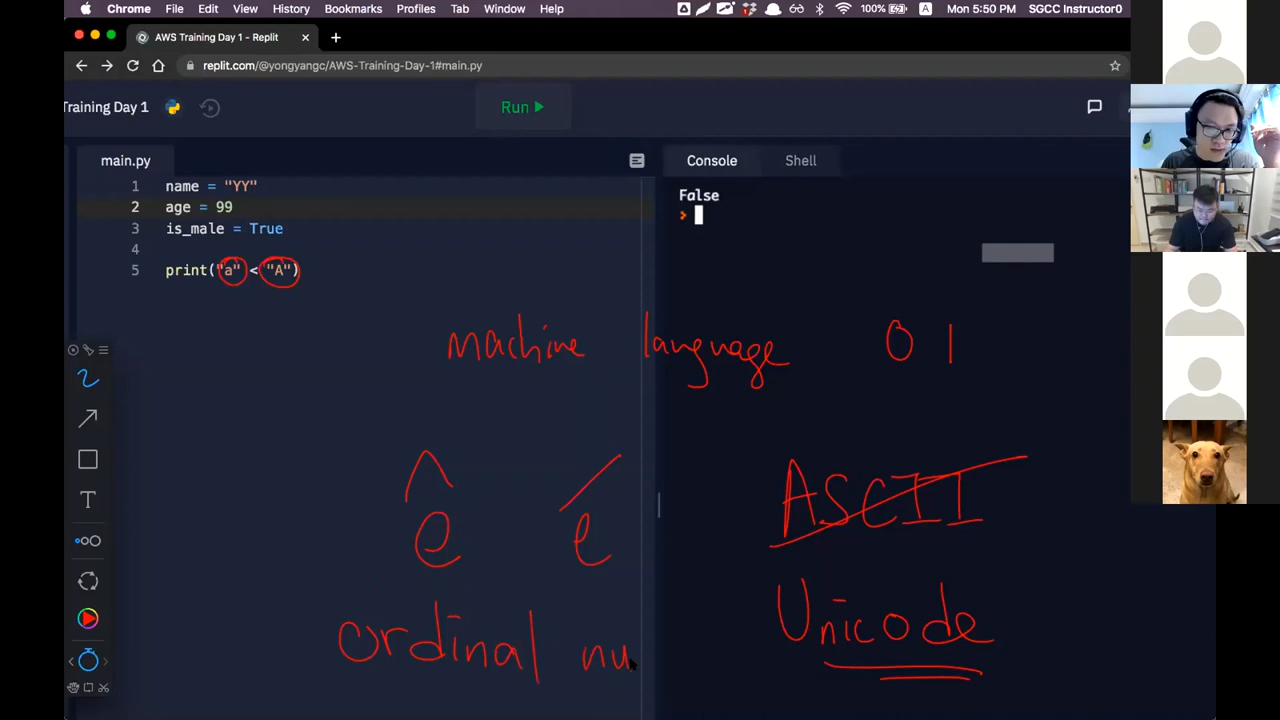 Chrome File Edit View History Bookmarks Profiles Tab Window Help 100% A Mon 5:50 PM SGCC Instructor0
AWS Training Day 1 - Replit
replit.com/@yongyangc/AWS-Training-Day-1#main.py
Training Day 1
Run
main.py
Console Shell
1 name = "YY"
2 age = 99
3 is_male = True
4
5 print("a" < "A")
False
>
machine language 0 1
ê é
ASCII
Unicode
ordinal nu
T